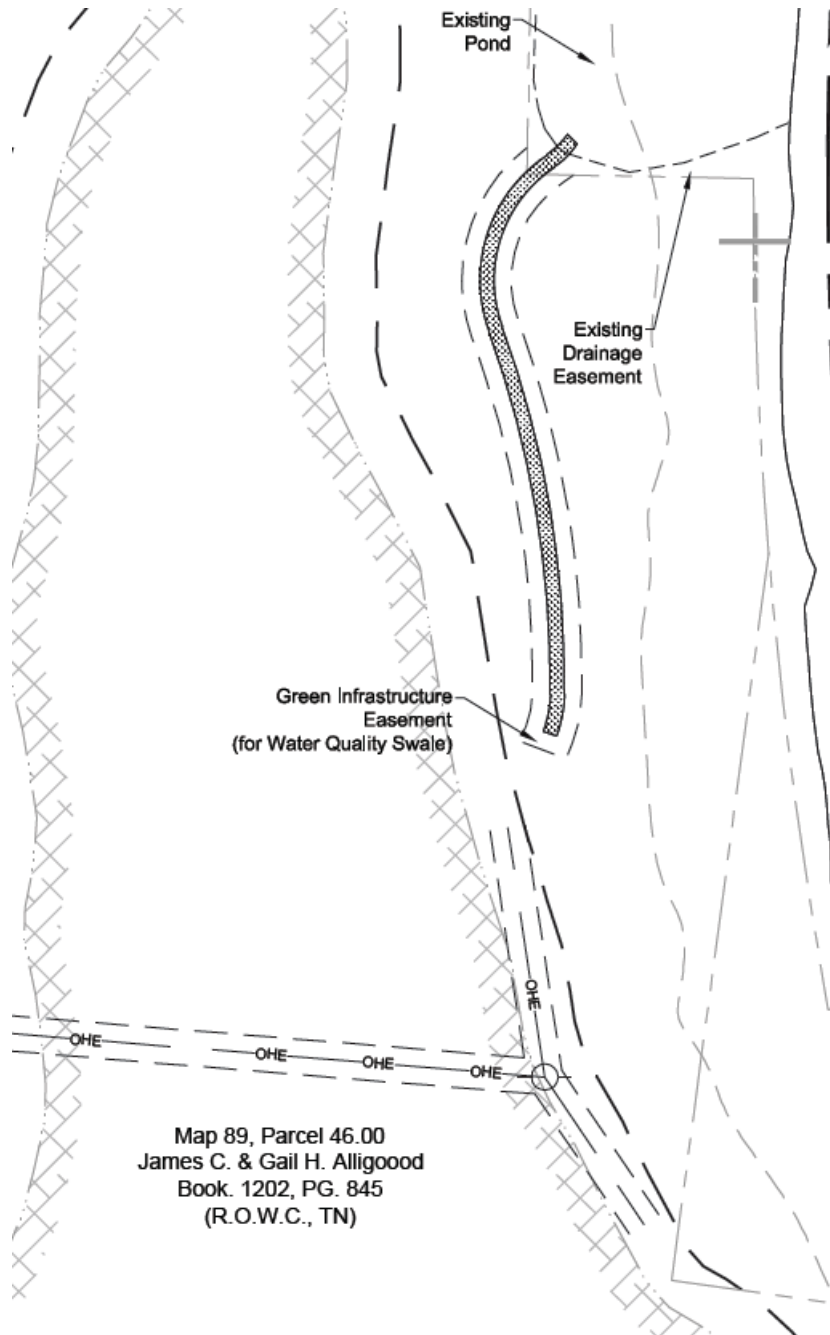 Existing
Pond
Existing
Drainage
Easement
Green Infrastructure
Easement
(for Water Quality Swale)
OHE
OHE
OHE
OHE
OHE
Map 89, Parcel 46.00
James C. & Gail H. Alligoood
Book. 1202, PG. 845
(R.O.W.C., TN)